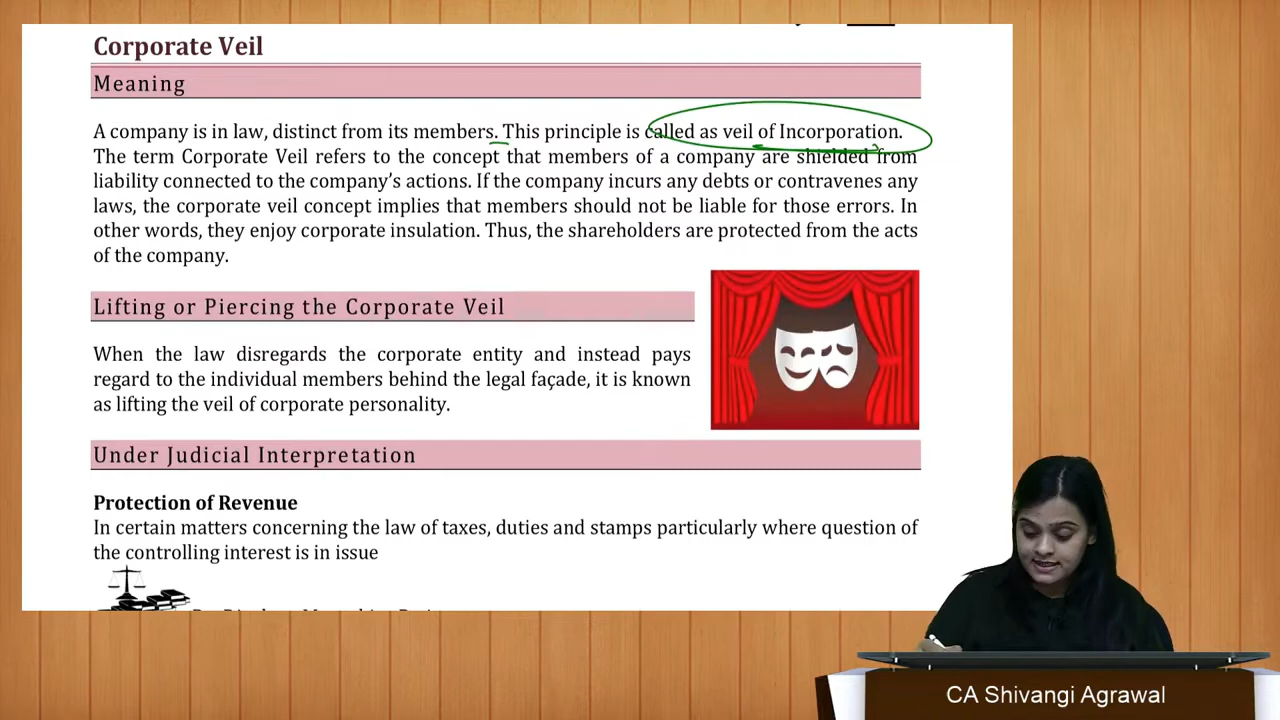 Corporate Veil
Meaning
A company is in law, distinct from its members. This principle is called as veil of Incorporation.
The term Corporate Veil refers to the concept that members of a company are shielded from
liability connected to the company's actions. If the company incurs any debts or contravenes any
laws, the corporate veil concept implies that members should not be liable for those errors. In
other words, they enjoy corporate insulation. Thus, the shareholders are protected from the acts
of the company.
Lifting or Piercing the Corporate Veil
When the law disregards the corporate entity and instead pays
regard to the individual members behind the legal façade, it is known
as lifting the veil of corporate personality.
Under Judicial Interpretation
Protection of Revenue
In certain matters concerning the law of taxes, duties and stamps particularly where question of
the controlling interest is in issue
CA Shivangi Agrawal